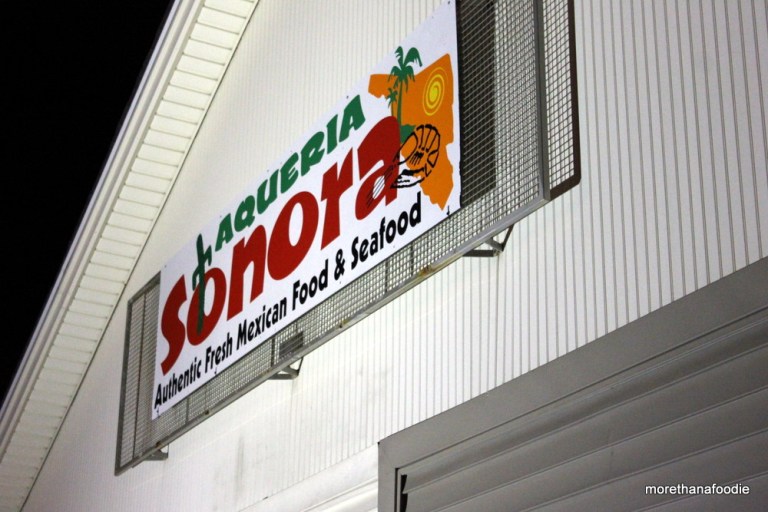 TAQUERIA
Sonora
Authentic Fresh Mexican Food & Seafood
morethanafoodie